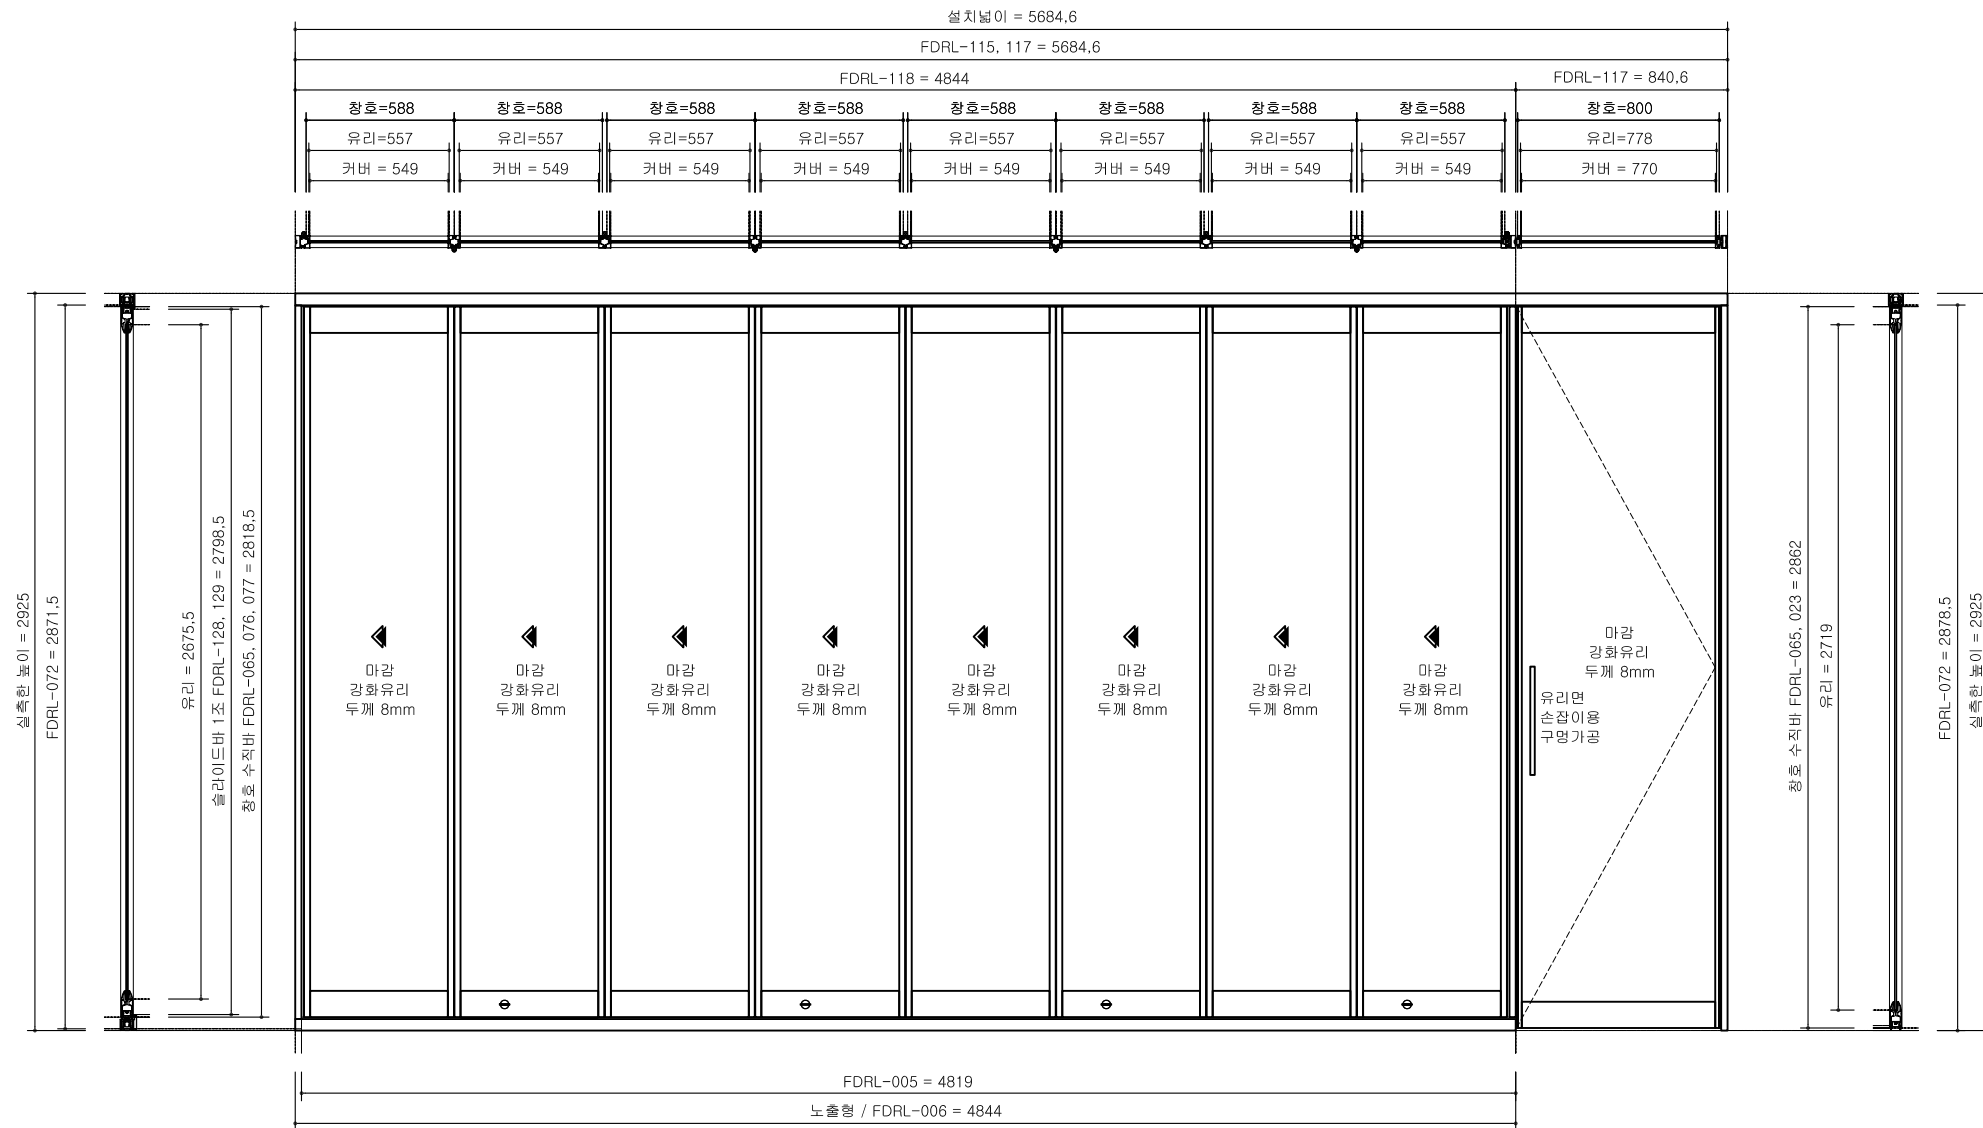 설치넓이 = 5684,6
FDRL-115, 117 = 5684,6
FDRL-118 = 4844
FDRL-117 = 840,6
창호=588
창호=588
창호=588
창호=588
창호=588
창호=588
창호=588
창호=588
창호=800
유리=557
유리=557
유리=557
유리=557
유리=557
유리=557
유리=557
유리=557
유리=778
커버 = 549
커버 = 549
커버 = 549
커버 = 549
커버 = 549
커버 = 549
커버 = 549
커버 = 549
커버 = 770
실측한 높이 = 2925
FDRL-072 = 2871,5
유리 = 2675,5
슬라이드바 1조 FDRL-128, 129 = 2798,5
창호 수직바 FDRL-065, 076, 077 = 2818,5
마감
강화유리
두께 8mm
마감
강화유리
두께 8mm
마감
강화유리
두께 8mm
마감
강화유리
두께 8mm
마감
강화유리
두께 8mm
마감
강화유리
두께 8mm
마감
강화유리
두께 8mm
마감
강화유리
두께 8mm
마감
강화유리
두께 8mm
유리면
손잡이용
구멍가공
창호 수직바 FDRL-065, 023 = 2862
유리 = 2719
FDRL-072 = 2878,5
실측한 높이 = 2925
FDRL-005 = 4819
노출형 / FDRL-006 = 4844